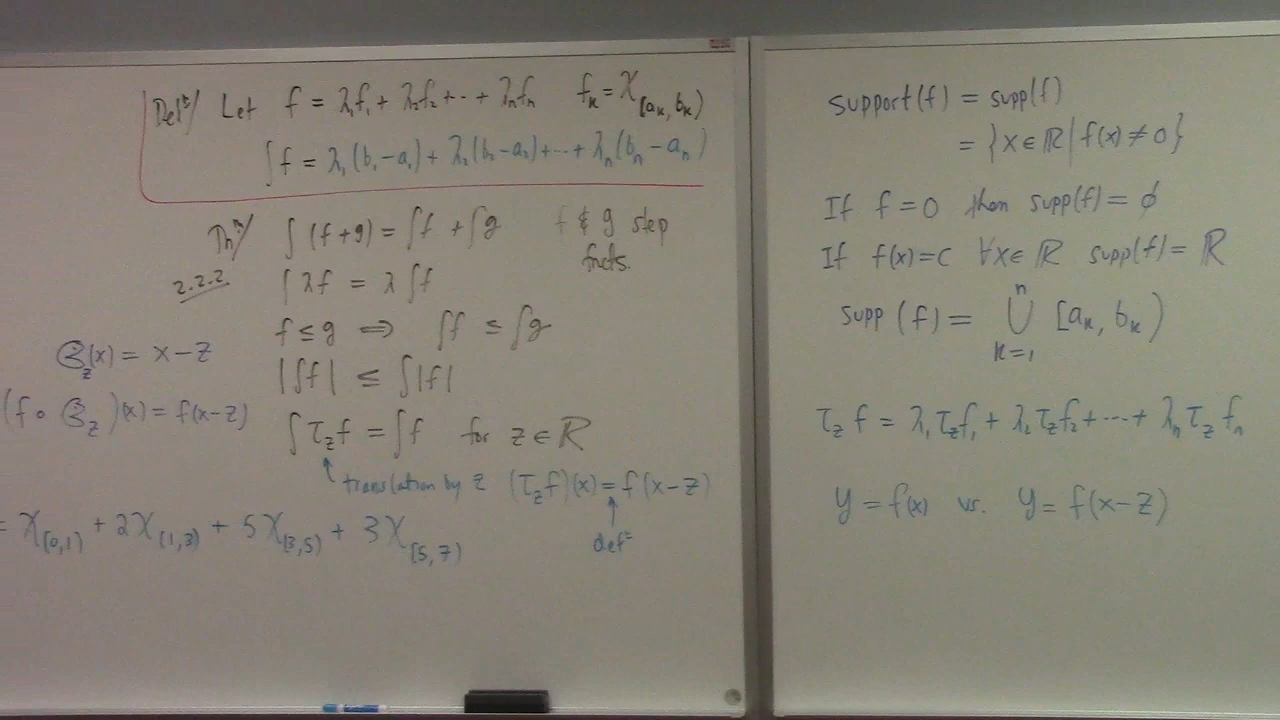 Defⁿ/ Let f = λ₁f₁ + λ₂f₂ + ... + λₙfₙ fₖ = χ[aₖ, bₖ)
∫f = λ₁(b₁-a₁) + λ₂(b₂-a₂) + ... + λₙ(bₙ-aₙ)
Thᵐ/ ∫(f+g) = ∫f + ∫g f & g step
fncts.
2.2.2 ∫λf = λ∫f
f ≤ g ⟹ ∫f ≤ ∫g
z(x) = x-z
|∫f| ≤ ∫|f|
(x) = f(x-z)
∫τ_z f = ∫f for z ∈ ℝ
↑ translation by z (τ_z f)(x) = f(x-z)
↑
defⁿ
= χ[0,1) + 2χ[1,3) + 5χ[3,5) + 3χ[5,7)
support(f) = supp(f)
= {x ∈ ℝ | f(x) ≠ 0}
If f = 0 then supp(f) = ϕ
If f(x) = c ∀x ∈ ℝ supp(f) = ℝ
supp(f) = ⋃ₖ₌₁ⁿ [aₖ, bₖ)
τ_z f = λ₁τ_z f₁ + λ₂τ_z f₂ + ... + λₙτ_z fₙ
y = f(x) vs. y = f(x-z)